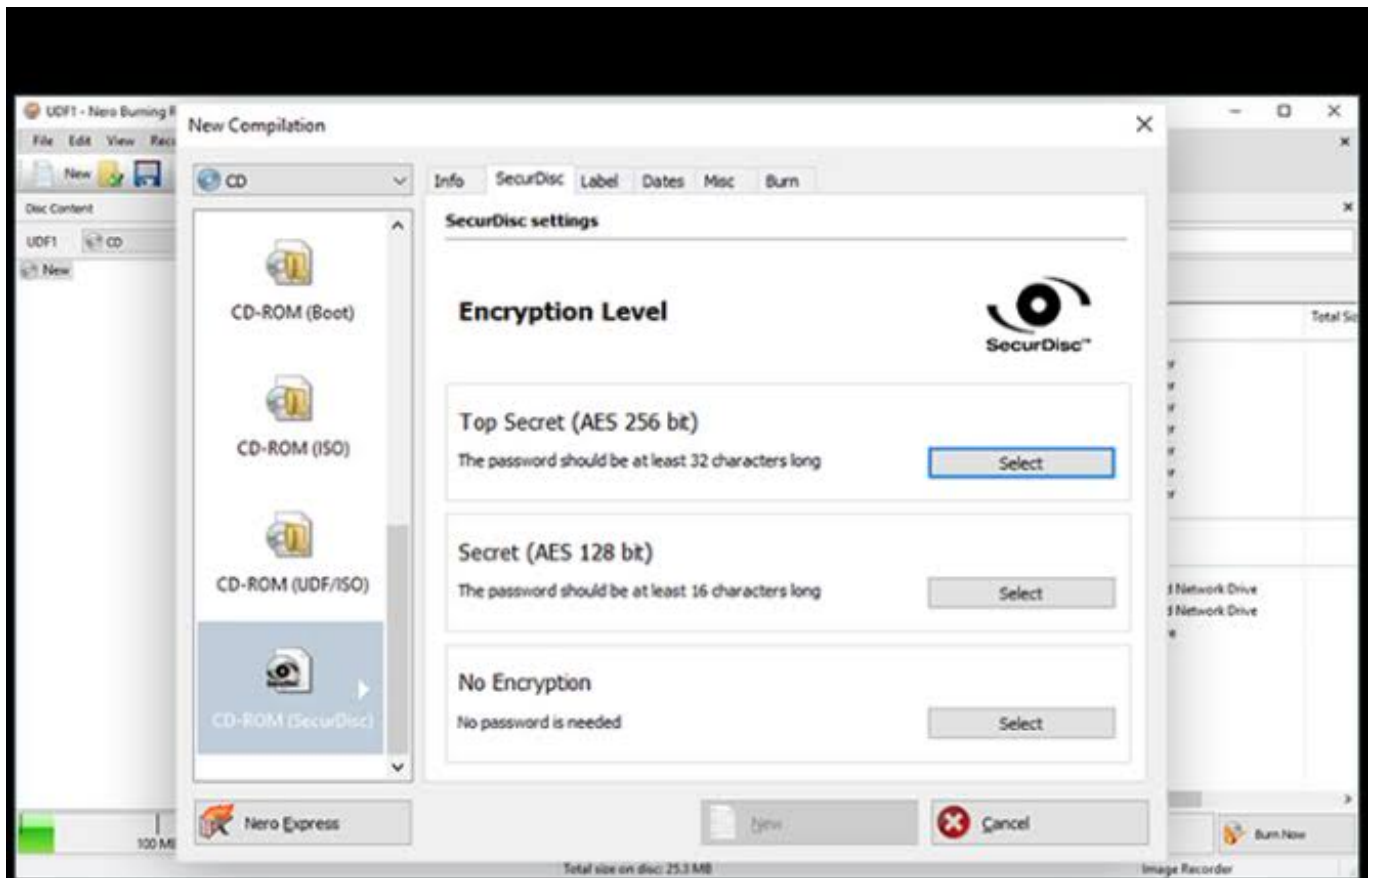 UDF1 - Nero Burning R
New Compilation
File Edit View Reco
New
CD
Info SecurDisc Label Dates Misc Burn
Disc Content
SecurDisc settings
UDF1 CD
New
CD-ROM (Boot)
Encryption Level
SecurDisc™
Total Siz
CD-ROM (ISO)
Top Secret (AES 256 bit)
The password should be at least 32 characters long
Select
CD-ROM (UDF/ISO)
Secret (AES 128 bit)
The password should be at least 16 characters long
Select
d Network Drive
d Network Drive
CD-ROM (SecurDisc)
No Encryption
No password is needed
Select
Nero Express
New
Cancel
100 MB
Burn Now
Total size on disc: 25.3 MB
Image Recorder